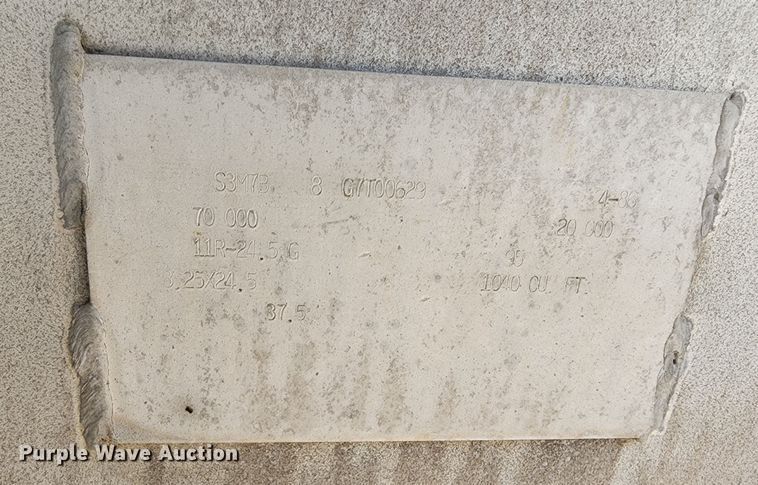 S3M7B 8 G7T00629 4-86
70 000 20 000
11R-24.5 G 90
8.25X24.5 1040 CU. FT.
37.5
Purple Wave Auction